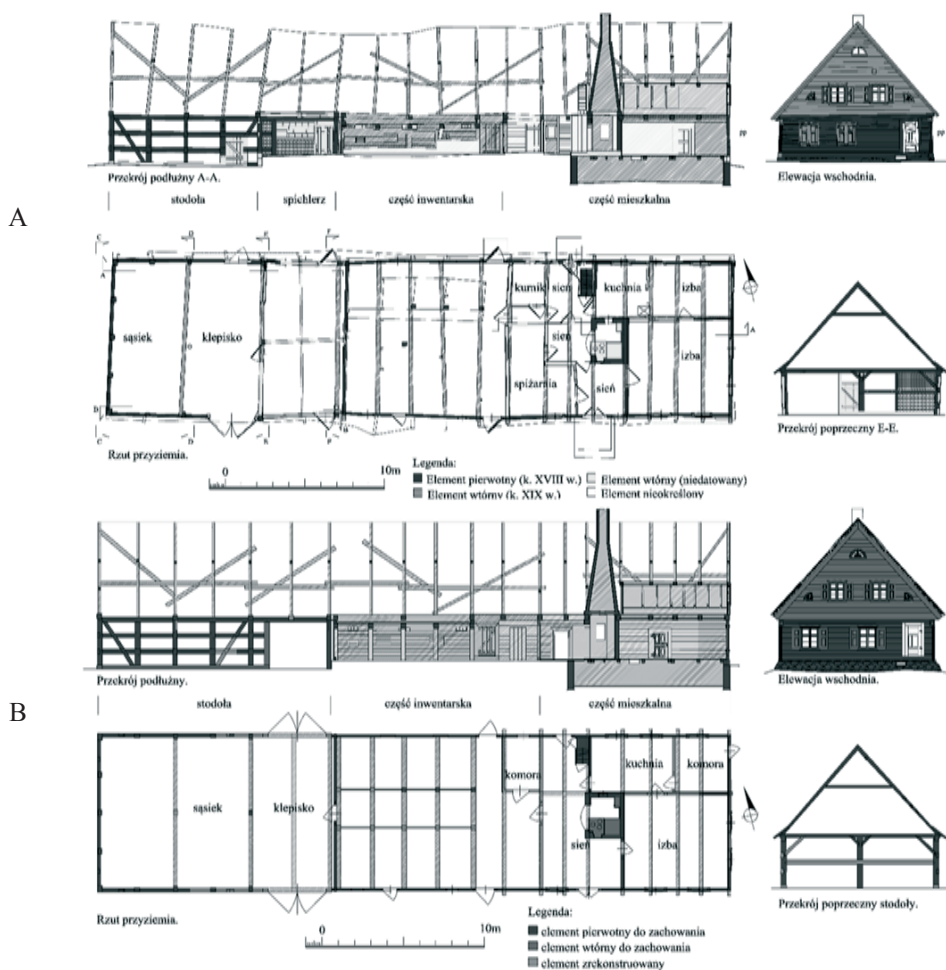 Przekrój podłużny A-A.
pp
pp
Elewacja wschodnia.
stodoła
spichlerz
część inwentarska
część mieszkalna
A
C
D
E
F
A
kurnik
sień
kuchnia
izba
A
sąsiek
klepisko
sień
izba
spiżarnia
sień
B
C
D
E
F
Przekrój poprzeczny E-E.
Rzut przyziemia.
0
10m
Legenda:
Element pierwotny (k. XVIII w.)
Element wtórny (niedatowany)
Element wtórny (k. XIX w.)
Element nieokreślony
Przekrój podłużny.
Elewacja wschodnia.
B
stodoła
część inwentarska
część mieszkalna
komora
kuchnia
komora
sąsiek
klepisko
sień
izba
Przekrój poprzeczny stodoły.
Rzut przyziemia.
0
10m
Legenda:
element pierwotny do zachowania
element wtórny do zachowania
element zrekonstruowany